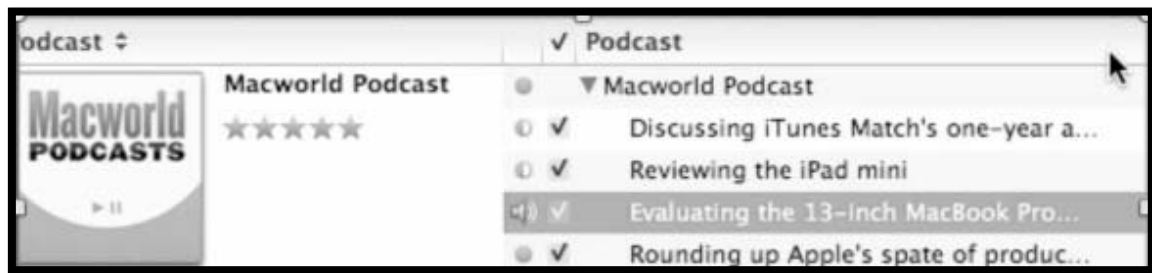 odcast
Macworld
PODCASTS
Macworld Podcast
✓ Podcast
Macworld Podcast
Discussing iTunes Match's one-year a...
Reviewing the iPad mini
Evaluating the 13-inch MacBook Pro...
Rounding up Apple's spate of produc...